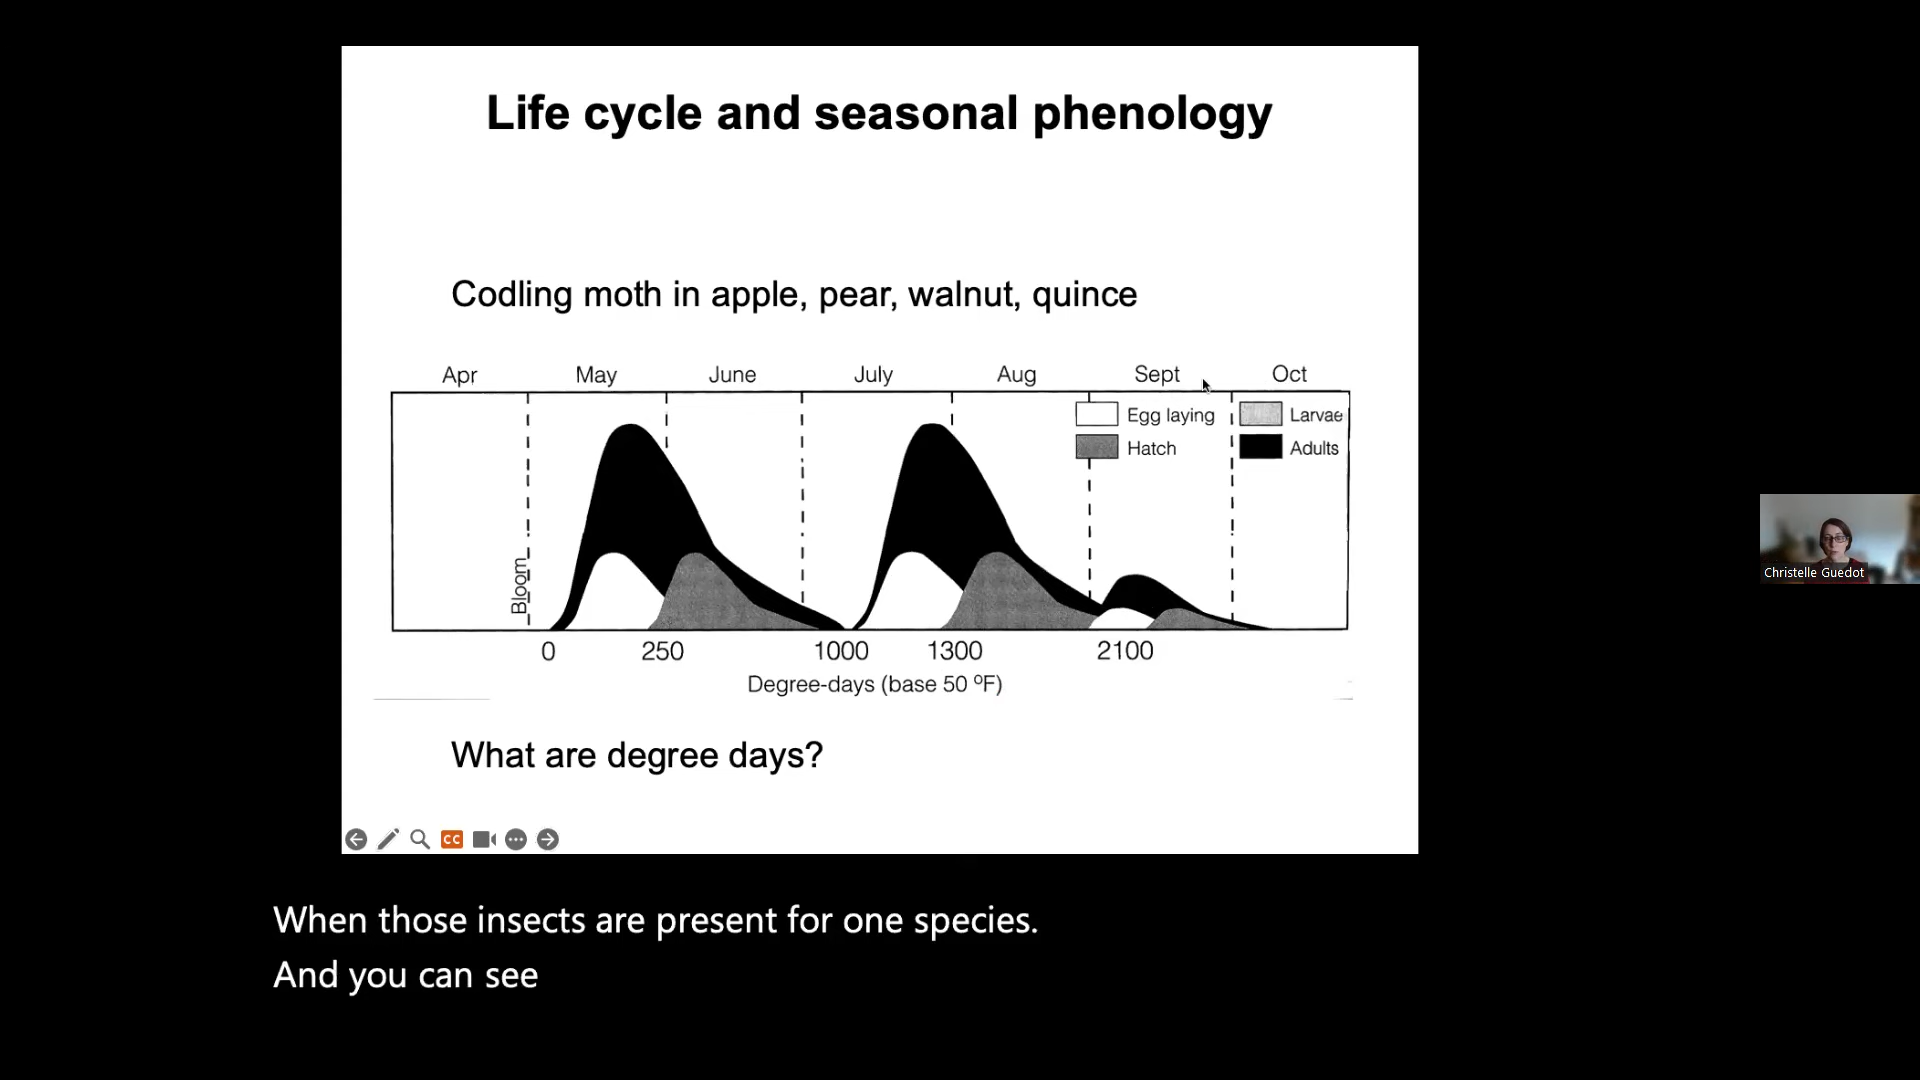 Life cycle and seasonal phenology
Codling moth in apple, pear, walnut, quince
Apr May June July Aug Sept Oct
Egg laying Larvae
Hatch Adults
Bloom
0 250 1000 1300 2100
Degree-days (base 50 ºF)
What are degree days?
CC
Christelle Guedot
When those insects are present for one species.
And you can see